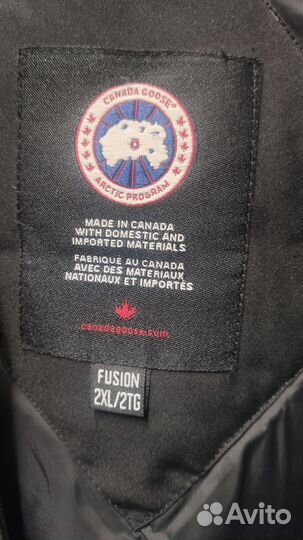 CANADA GOOSE®
ARCTIC PROGRAM
MADE IN CANADA
WITH DOMESTIC AND
IMPORTED MATERIALS
FABRIQUÉ AU CANADA
AVEC DES MATERIAUX
NATIONAUX ET IMPORTÉS
canadagoose.com
FUSION
2XL/2TG
Avito